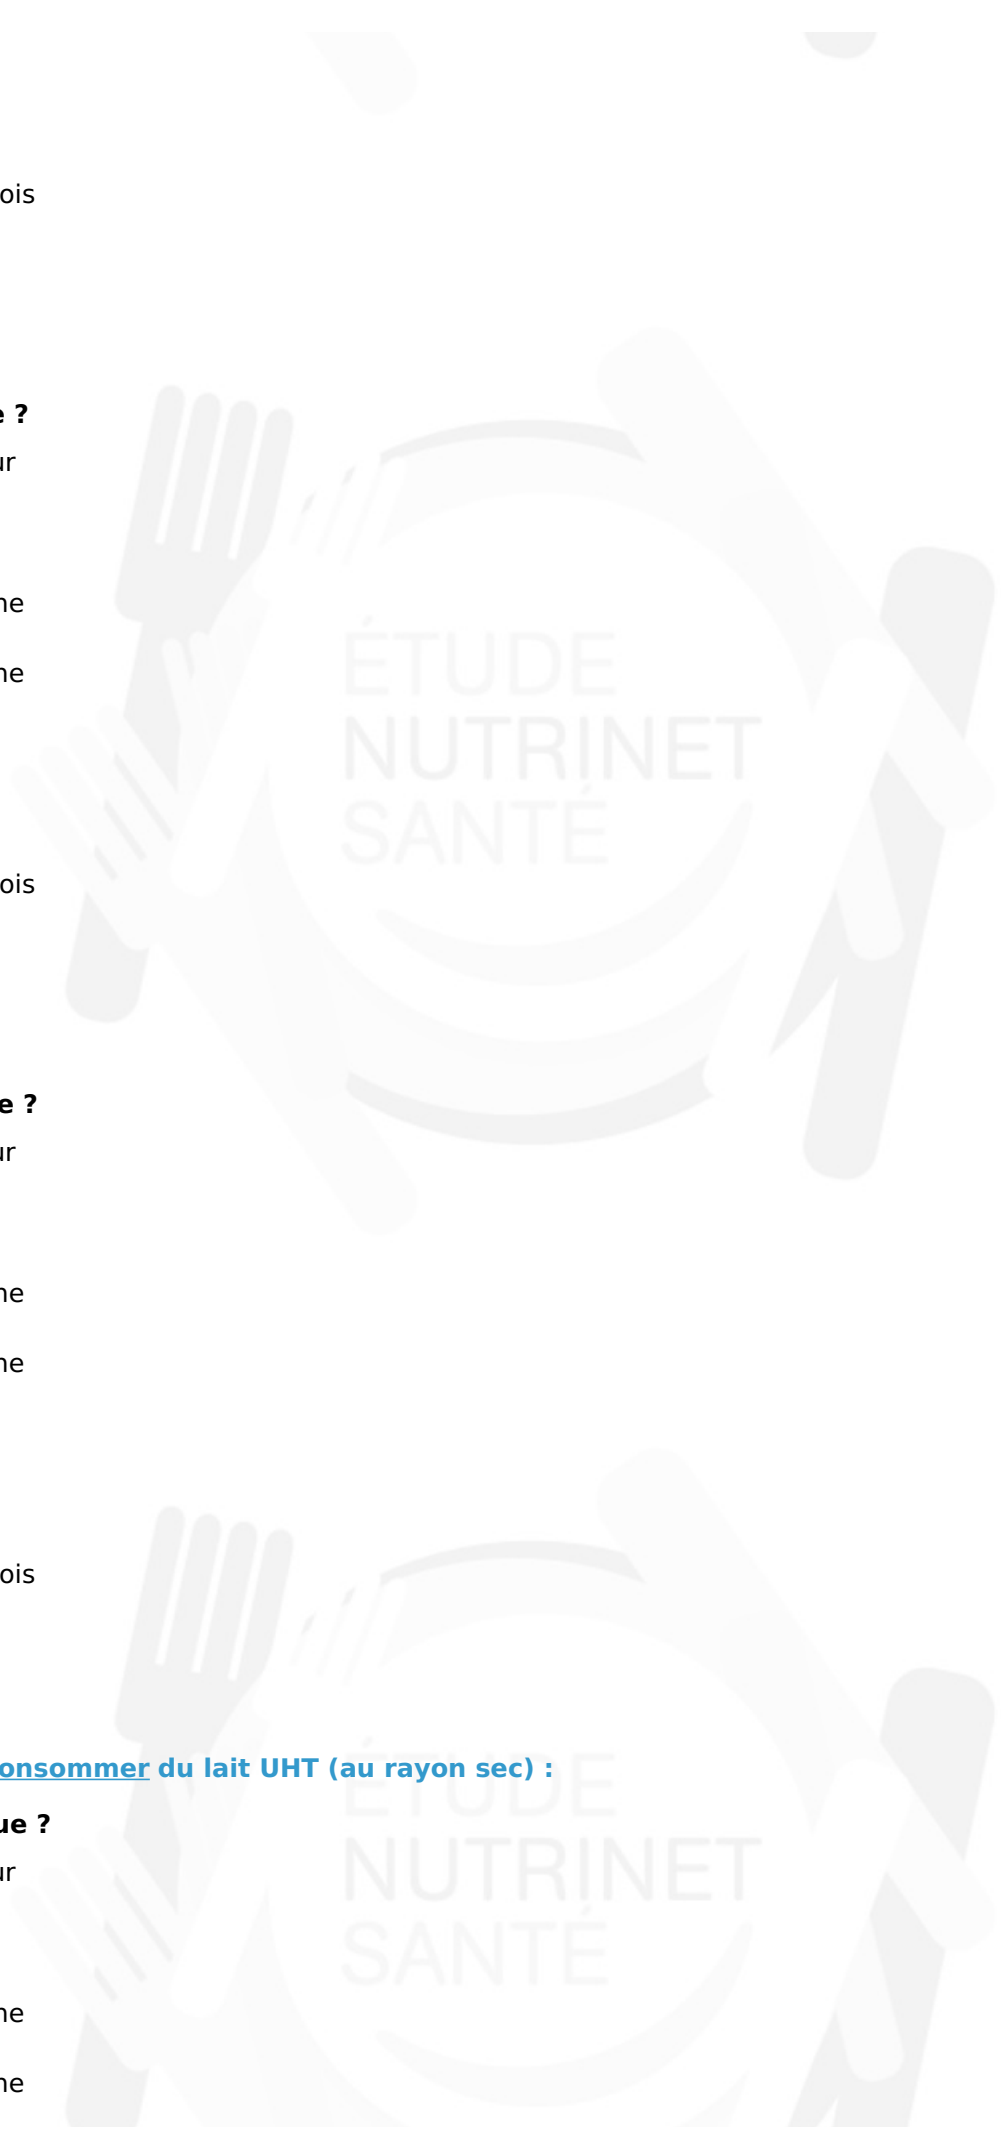 ois
e ?
ur
ne
ÉTUDE
ne
NUTRINET
SANTÉ
ois
e ?
ur
ne
ne
ois
onsommer du lait UHT (au rayon sec) :
ÉTUDE
ue ?
NUTRINET
ur
SANTÉ
ne
ne